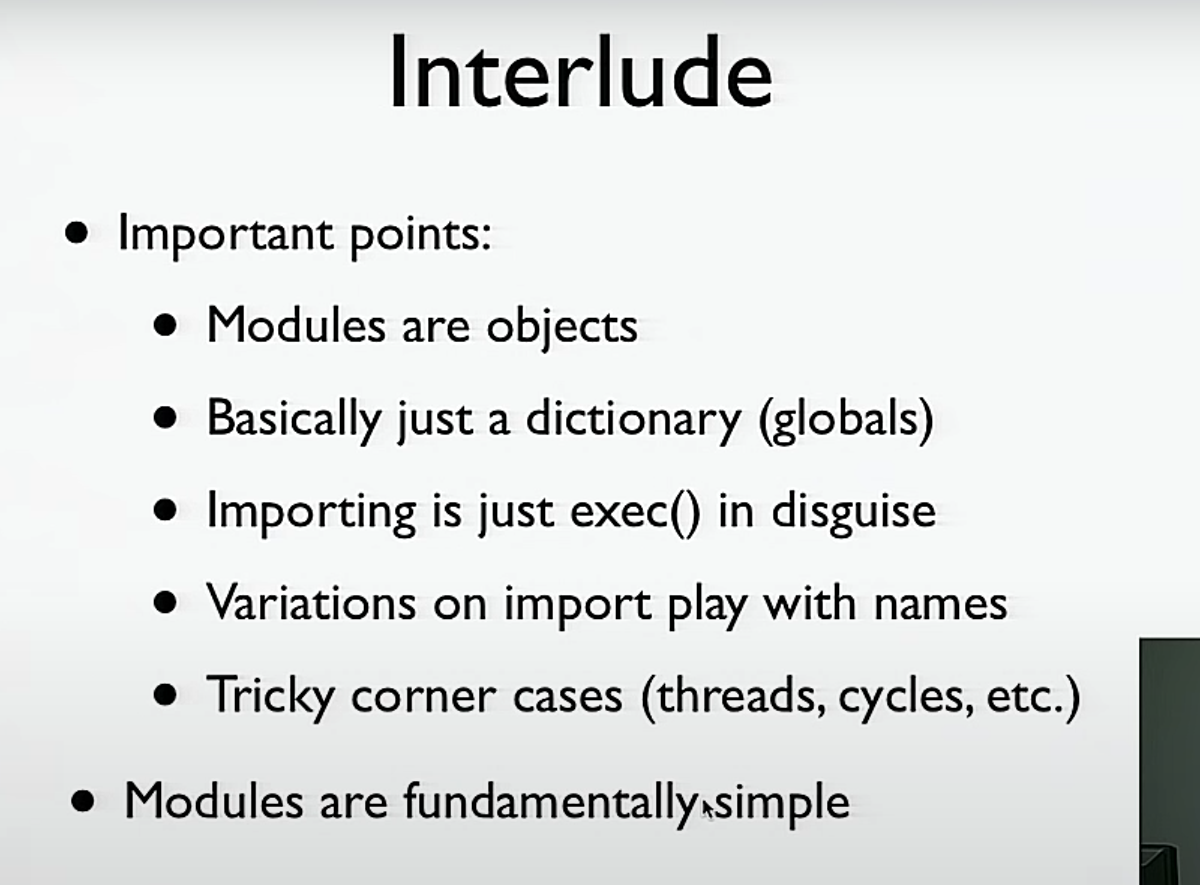 Interlude
• Important points:
• Modules are objects
• Basically just a dictionary (globals)
• Importing is just exec() in disguise
• Variations on import play with names
• Tricky corner cases (threads, cycles, etc.)
• Modules are fundamentally simple